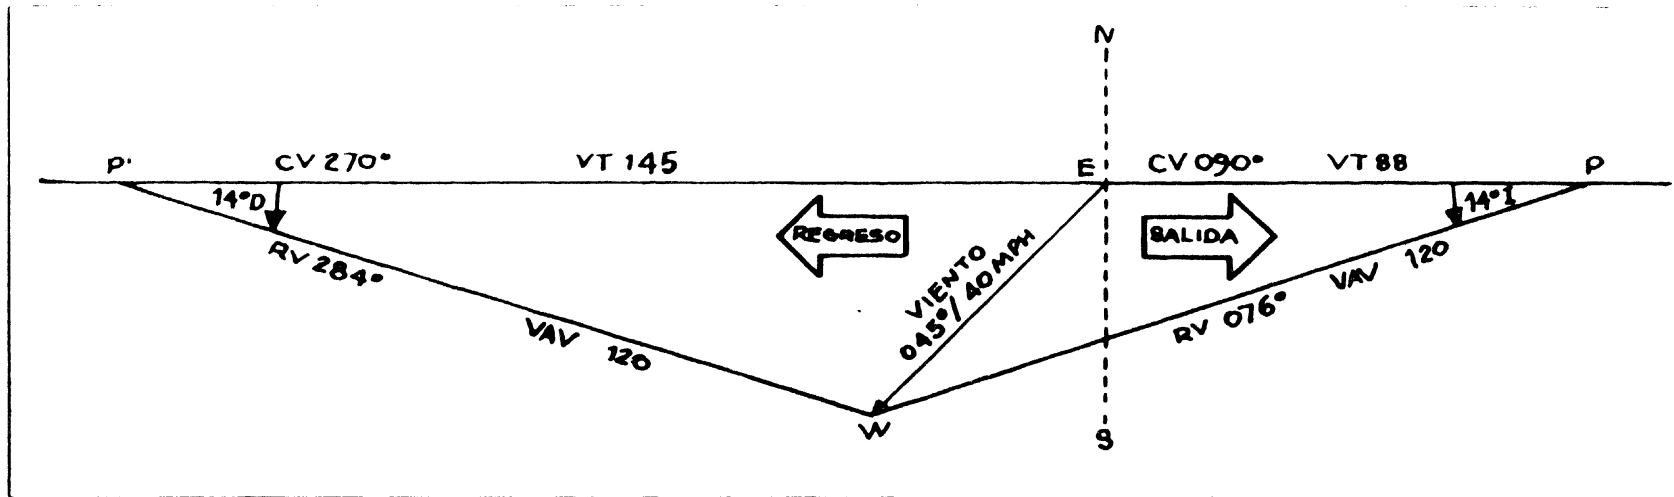 N
P'
CV 270°
VT 145
E
CV 090°
VT 88
P
14°D
14°I
REGRESO
SALIDA
RV 284°
VIENTO
045°/40MPH
VAV 120
RV 076°
VAV 120
W
S